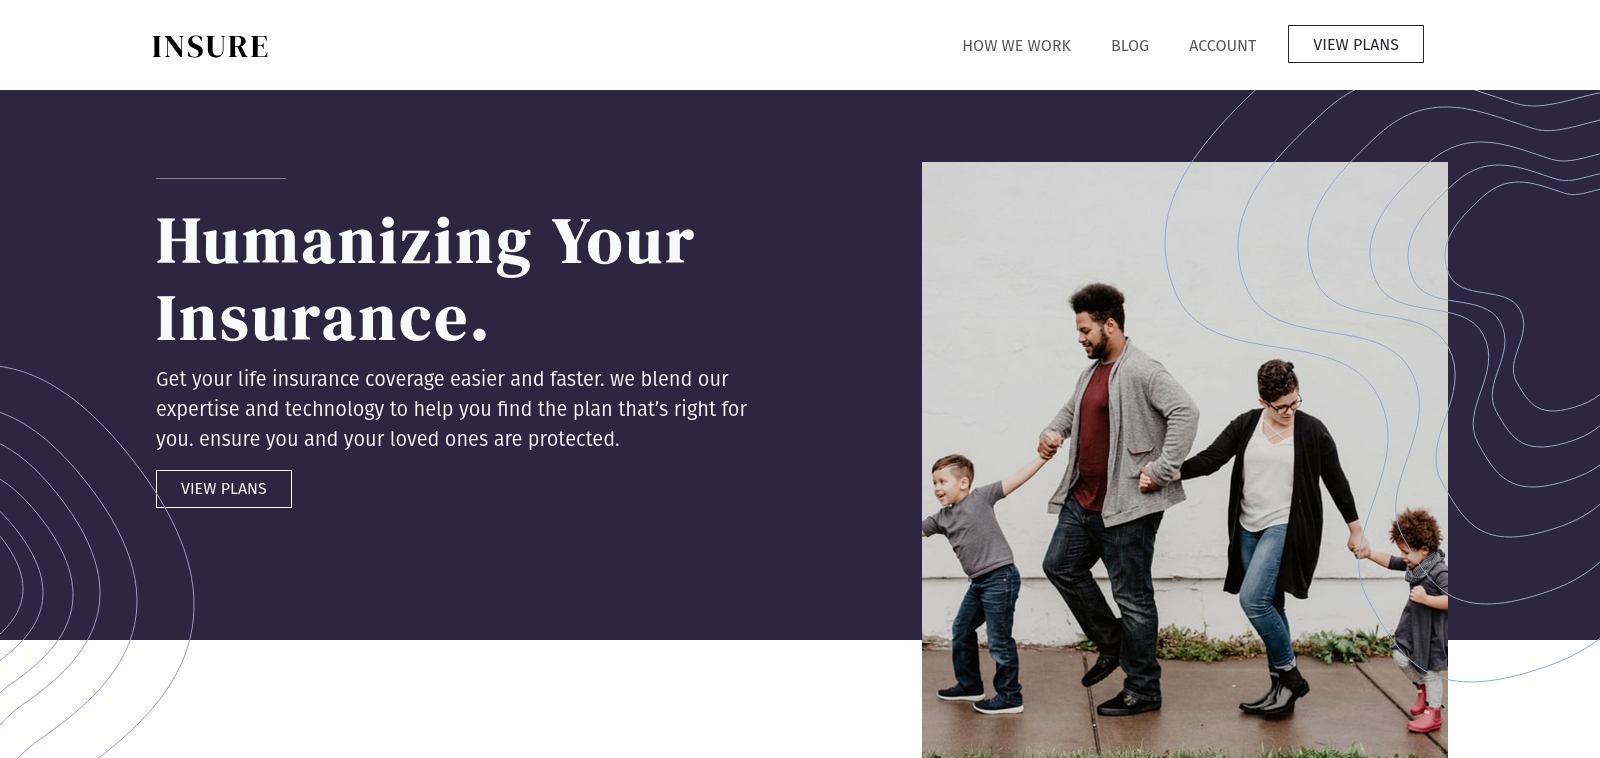 INSURE
HOW WE WORK
BLOG
ACCOUNT
VIEW PLANS
Humanizing Your
Insurance.
Get your life insurance coverage easier and faster. we blend our
expertise and technology to help you find the plan that’s right for
you. ensure you and your loved ones are protected.
VIEW PLANS